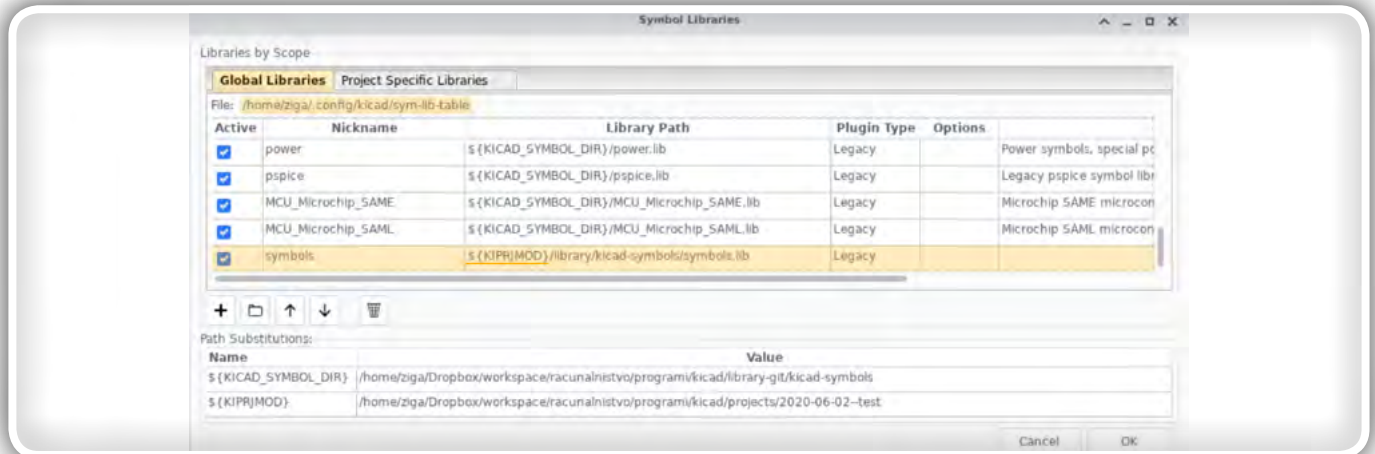 Symbol Libraries
Libraries by Scope
Global Libraries Project Specific Libraries
File: /home/ziga/.config/kicad/sym-lib-table
Active Nickname Library Path Plugin Type Options
power ${KICAD_SYMBOL_DIR}/power.lib Legacy Power symbols, special po
pspice ${KICAD_SYMBOL_DIR}/pspice.lib Legacy Legacy pspice symbol libr
MCU_Microchip_SAME ${KICAD_SYMBOL_DIR}/MCU_Microchip_SAME.lib Legacy Microchip SAME microcon
MCU_Microchip_SAML ${KICAD_SYMBOL_DIR}/MCU_Microchip_SAML.lib Legacy Microchip SAML microcon
symbols ${KIPRJMOD}/library/kicad-symbols/symbols.lib Legacy
Path Substitutions:
Name Value
${KICAD_SYMBOL_DIR} /home/ziga/Dropbox/workspace/racunalnistvo/programi/kicad/library-git/kicad-symbols
${KIPRJMOD} /home/ziga/Dropbox/workspace/racunalnistvo/programi/kicad/projects/2020-06-02--test
Cancel OK